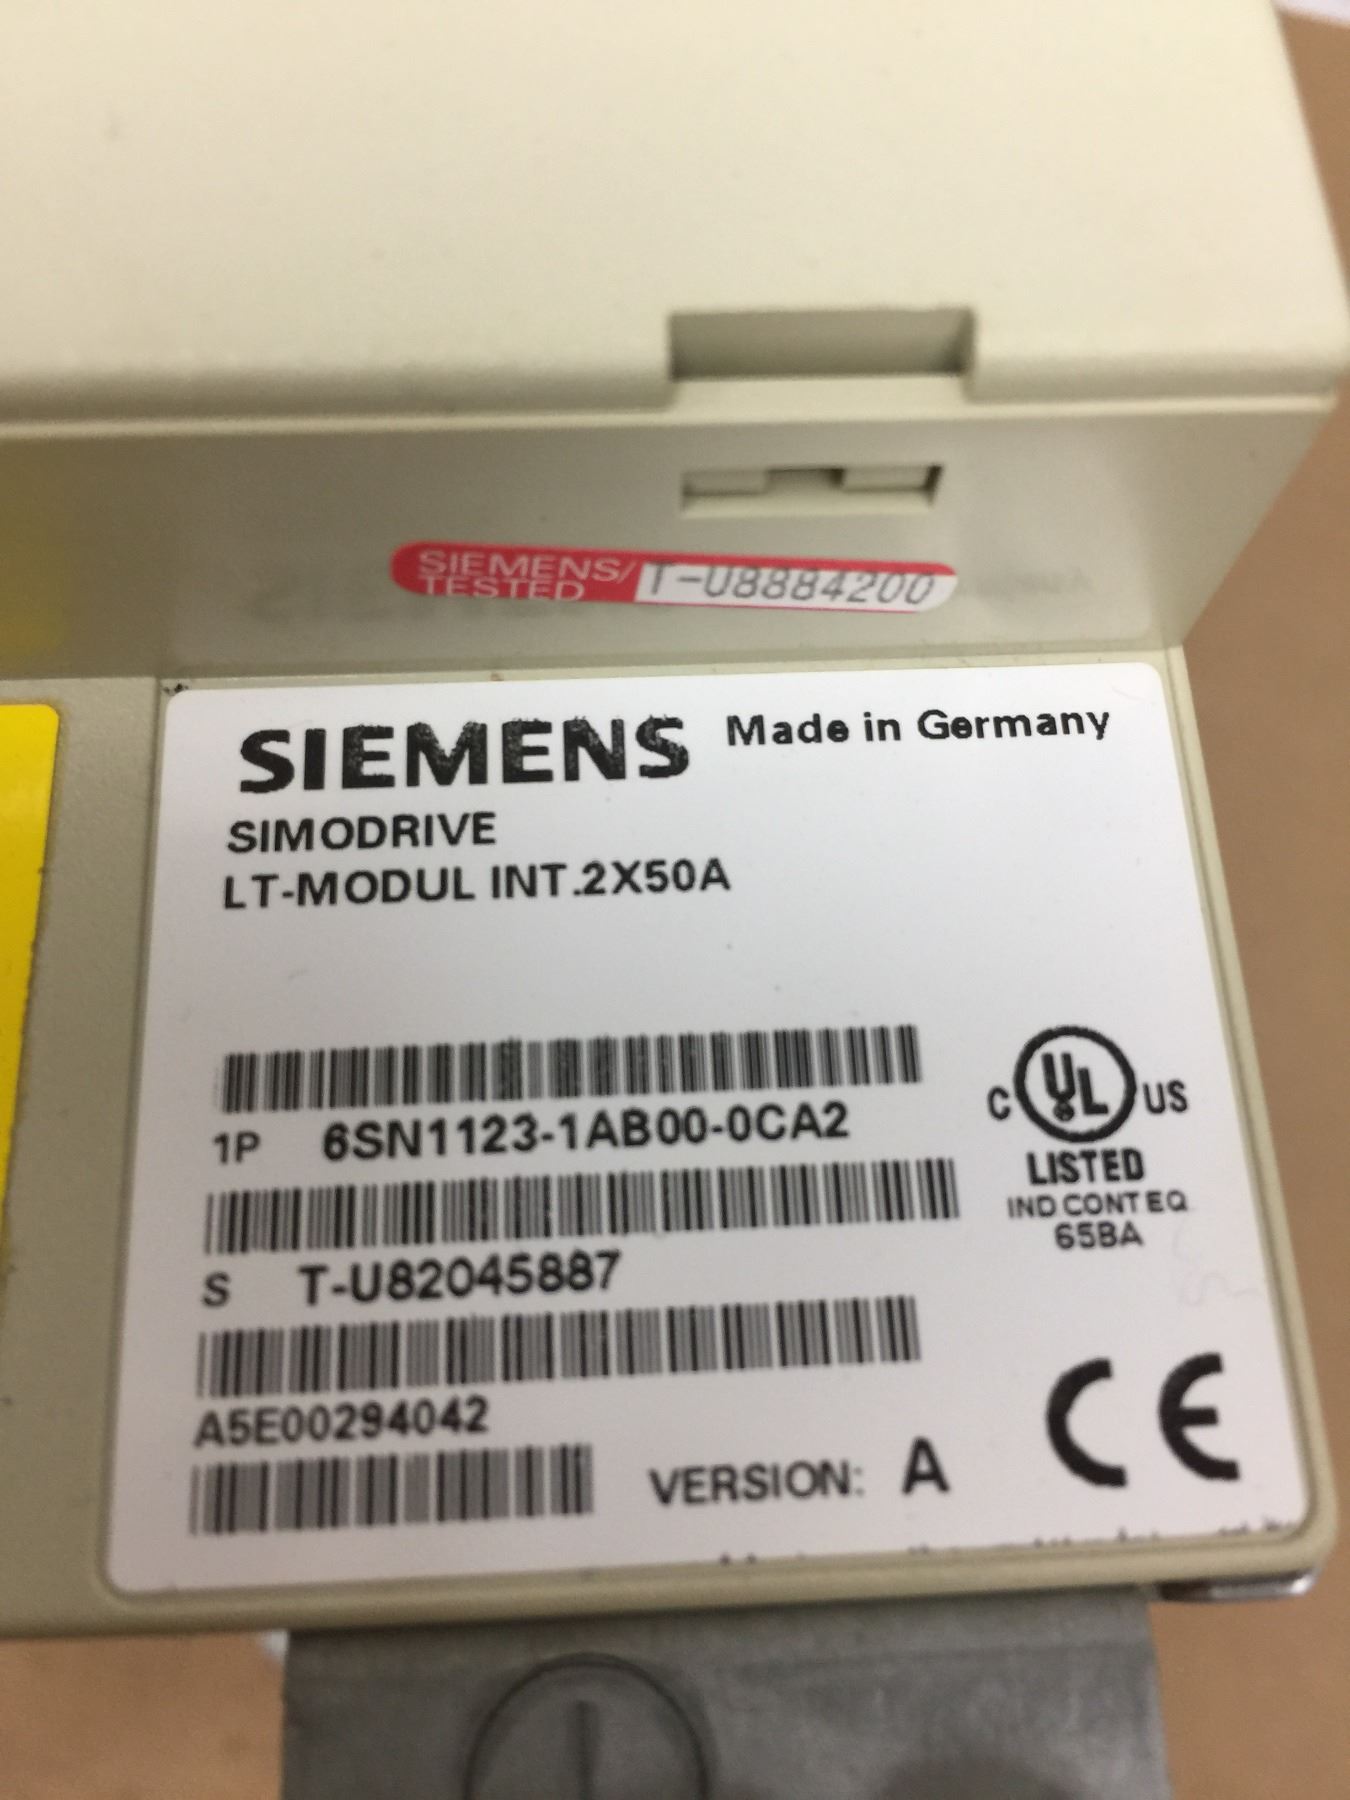 SIEMENS/ T-U8884200
TESTED
SIEMENS Made in Germany
SIMODRIVE
LT-MODUL INT.2X50A
1P 6SN1123-1AB00-0CA2
C UL US
LISTED
IND CONT EQ
65BA
S T-U82045887
A5E00294042
VERSION: A
CE